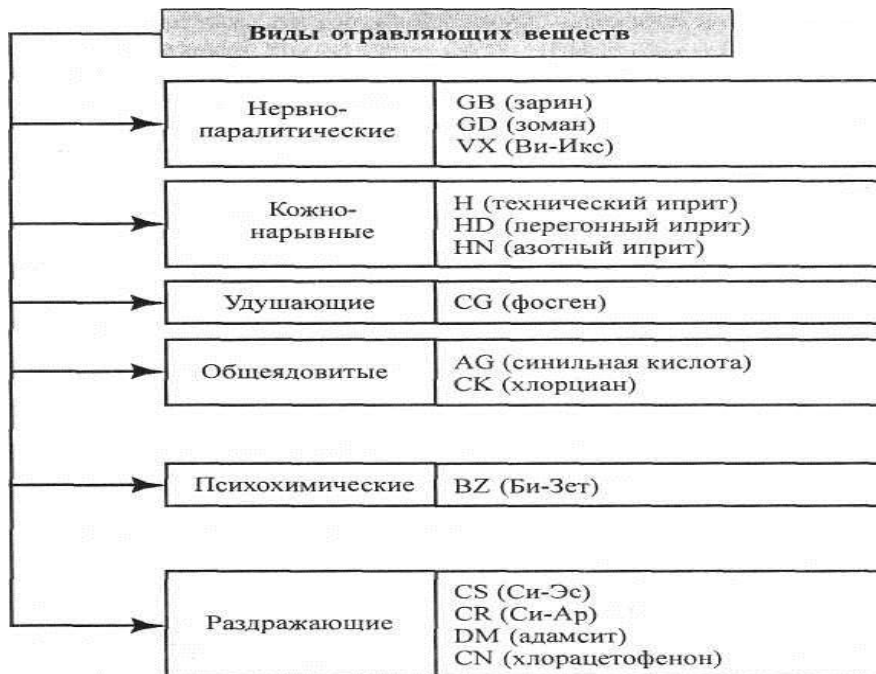 Виды отравляющих веществ
Нервно-
паралитические
GB (зарин)
GD (зоман)
VX (Ви-Икс)
Кожно-
нарывные
H (технический иприт)
HD (перегонный иприт)
HN (азотный иприт)
Удушающие
CG (фосген)
Общеядовитые
AG (синильная кислота)
CK (хлорциан)
Психохимические
BZ (Би-Зет)
Раздражающие
CS (Си-Эс)
CR (Си-Ар)
DM (адамсит)
CN (хлорацетофенон)